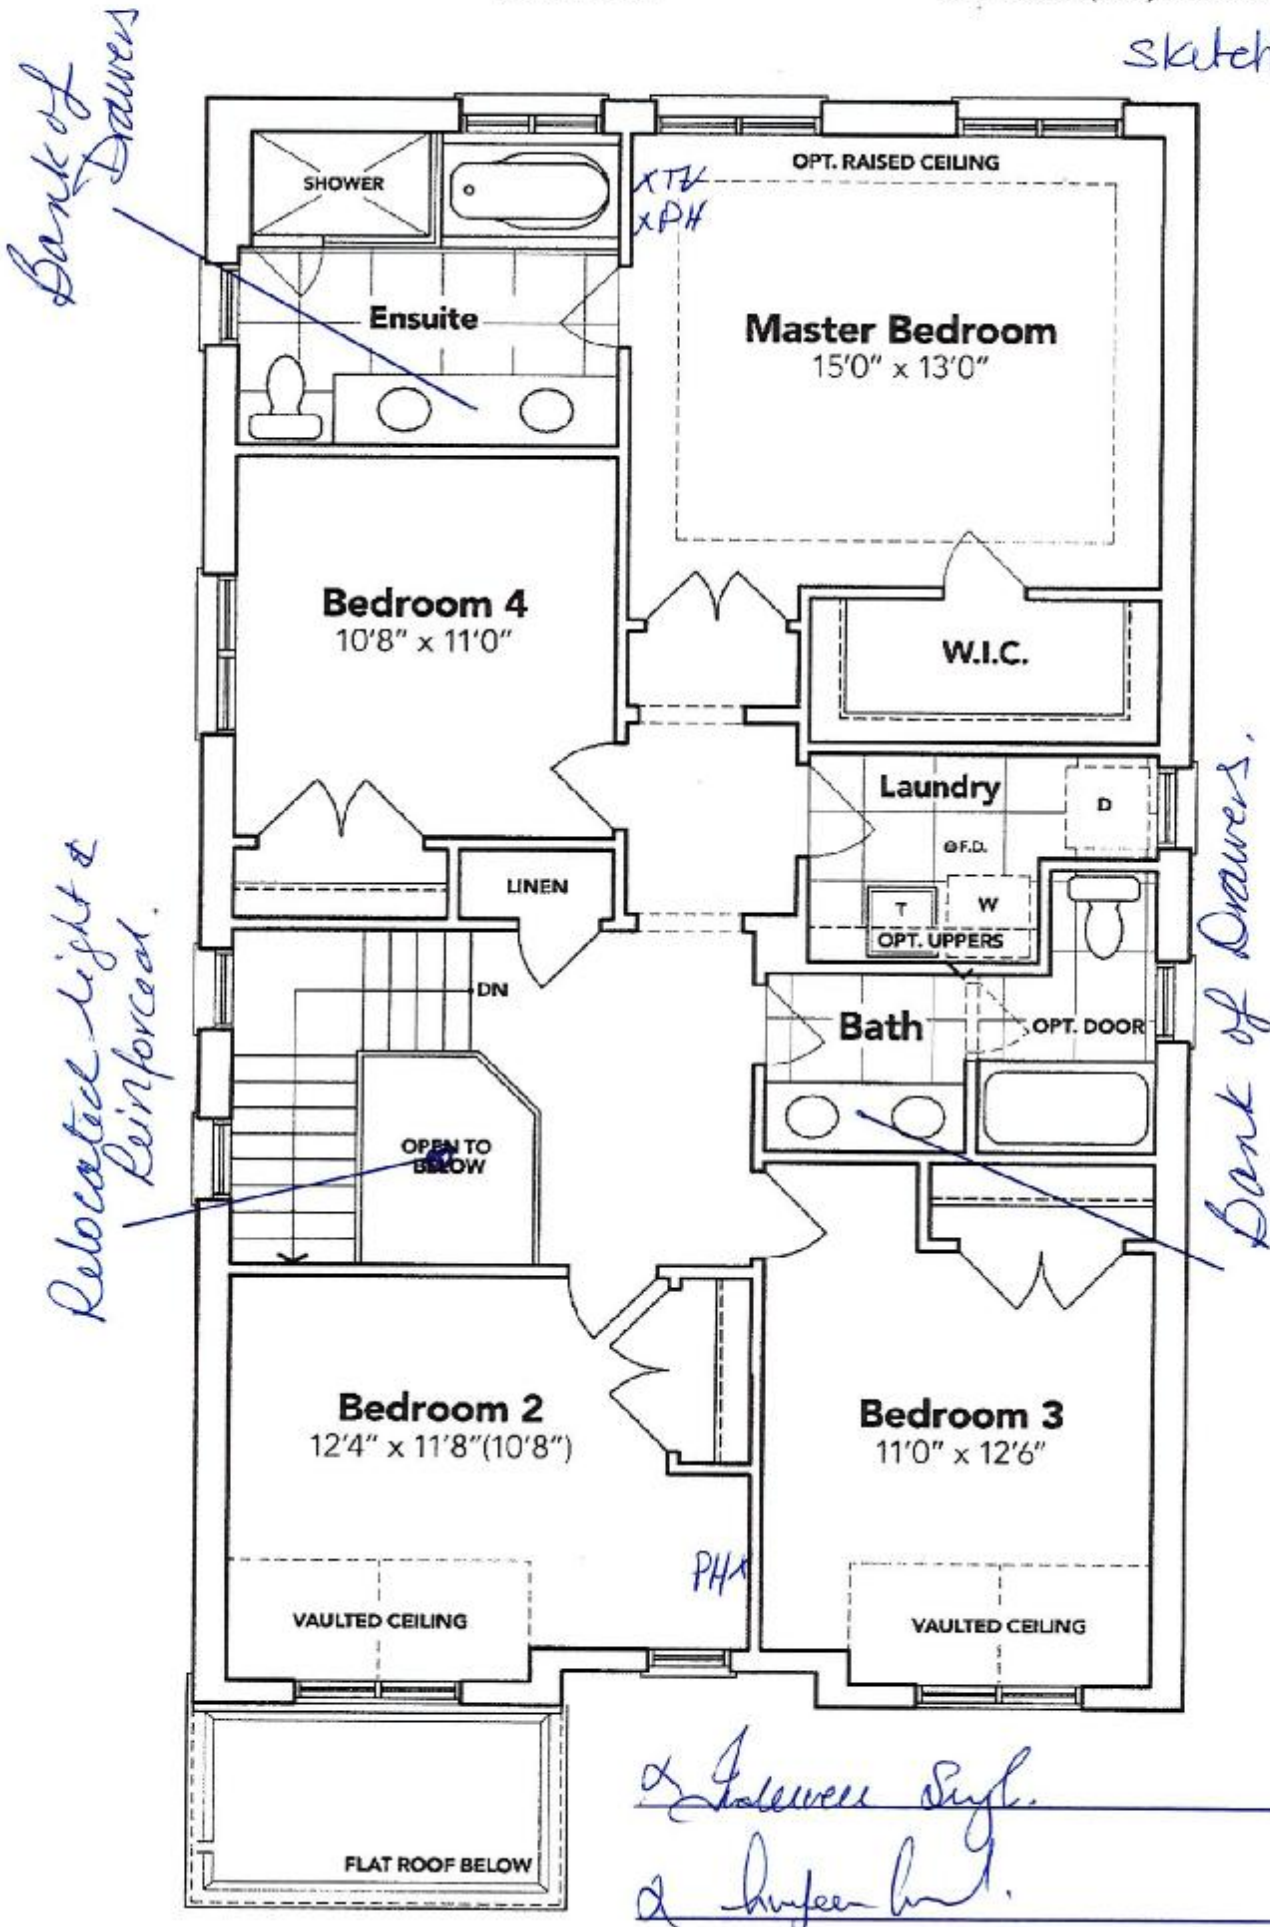 sketch
Bank of
Drawers
SHOWER
OPT. RAISED CEILING
XTV
XPH
Ensuite
Master Bedroom
15'0" x 13'0"
Bedroom 4
10'8" x 11'0"
W.I.C.
Laundry
D
F.D.
LINEN
T
W
OPT. UPPERS
DN
Bath
OPT. DOOR
Relocated light &
Reinforced.
OPEN TO
BELOW
Bank of Drawers.
Bedroom 2
12'4" x 11'8"(10'8")
Bedroom 3
11'0" x 12'6"
PHx
VAULTED CEILING
VAULTED CEILING
FLAT ROOF BELOW